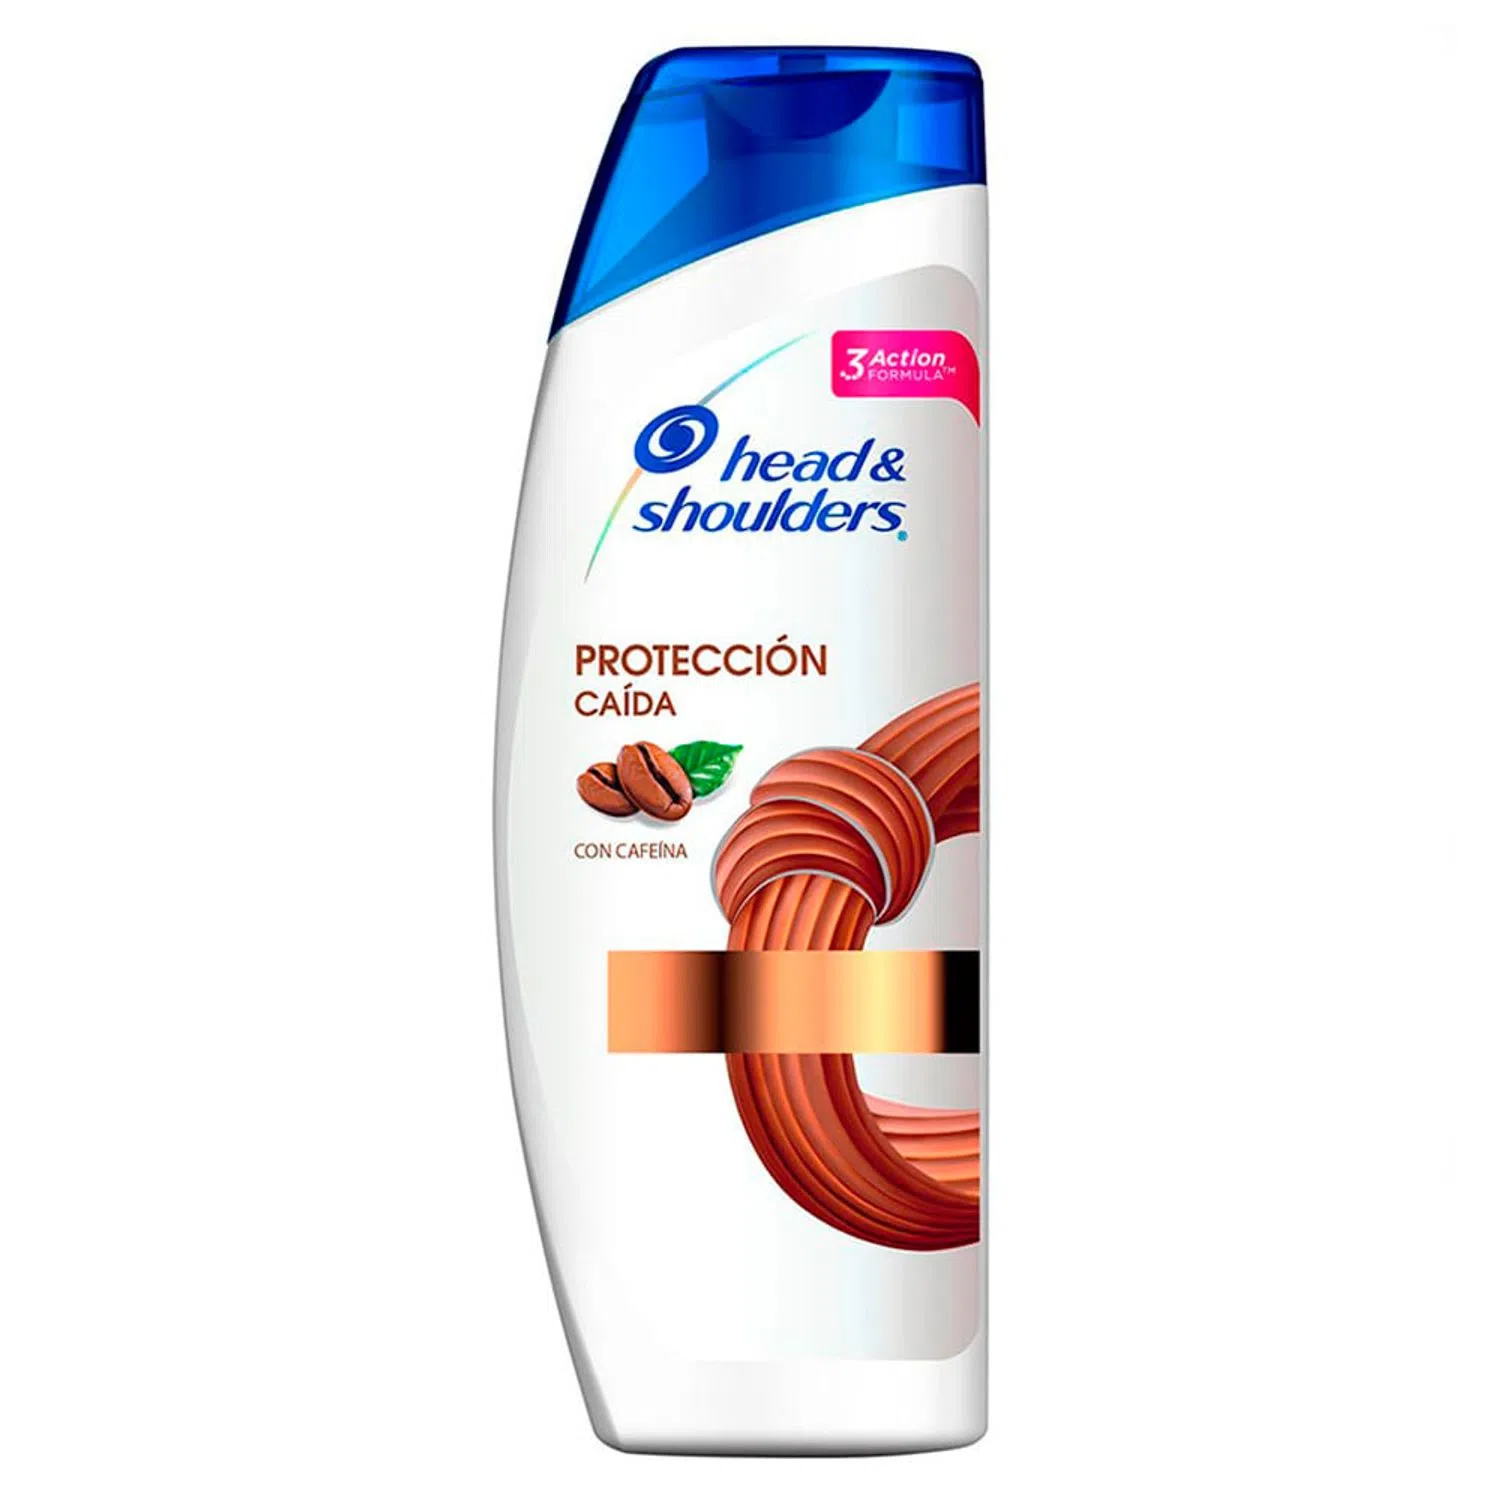 3 Action
FORMULA™
head &
shoulders®
PROTECCIÓN
CAÍDA
CON CAFEÍNA